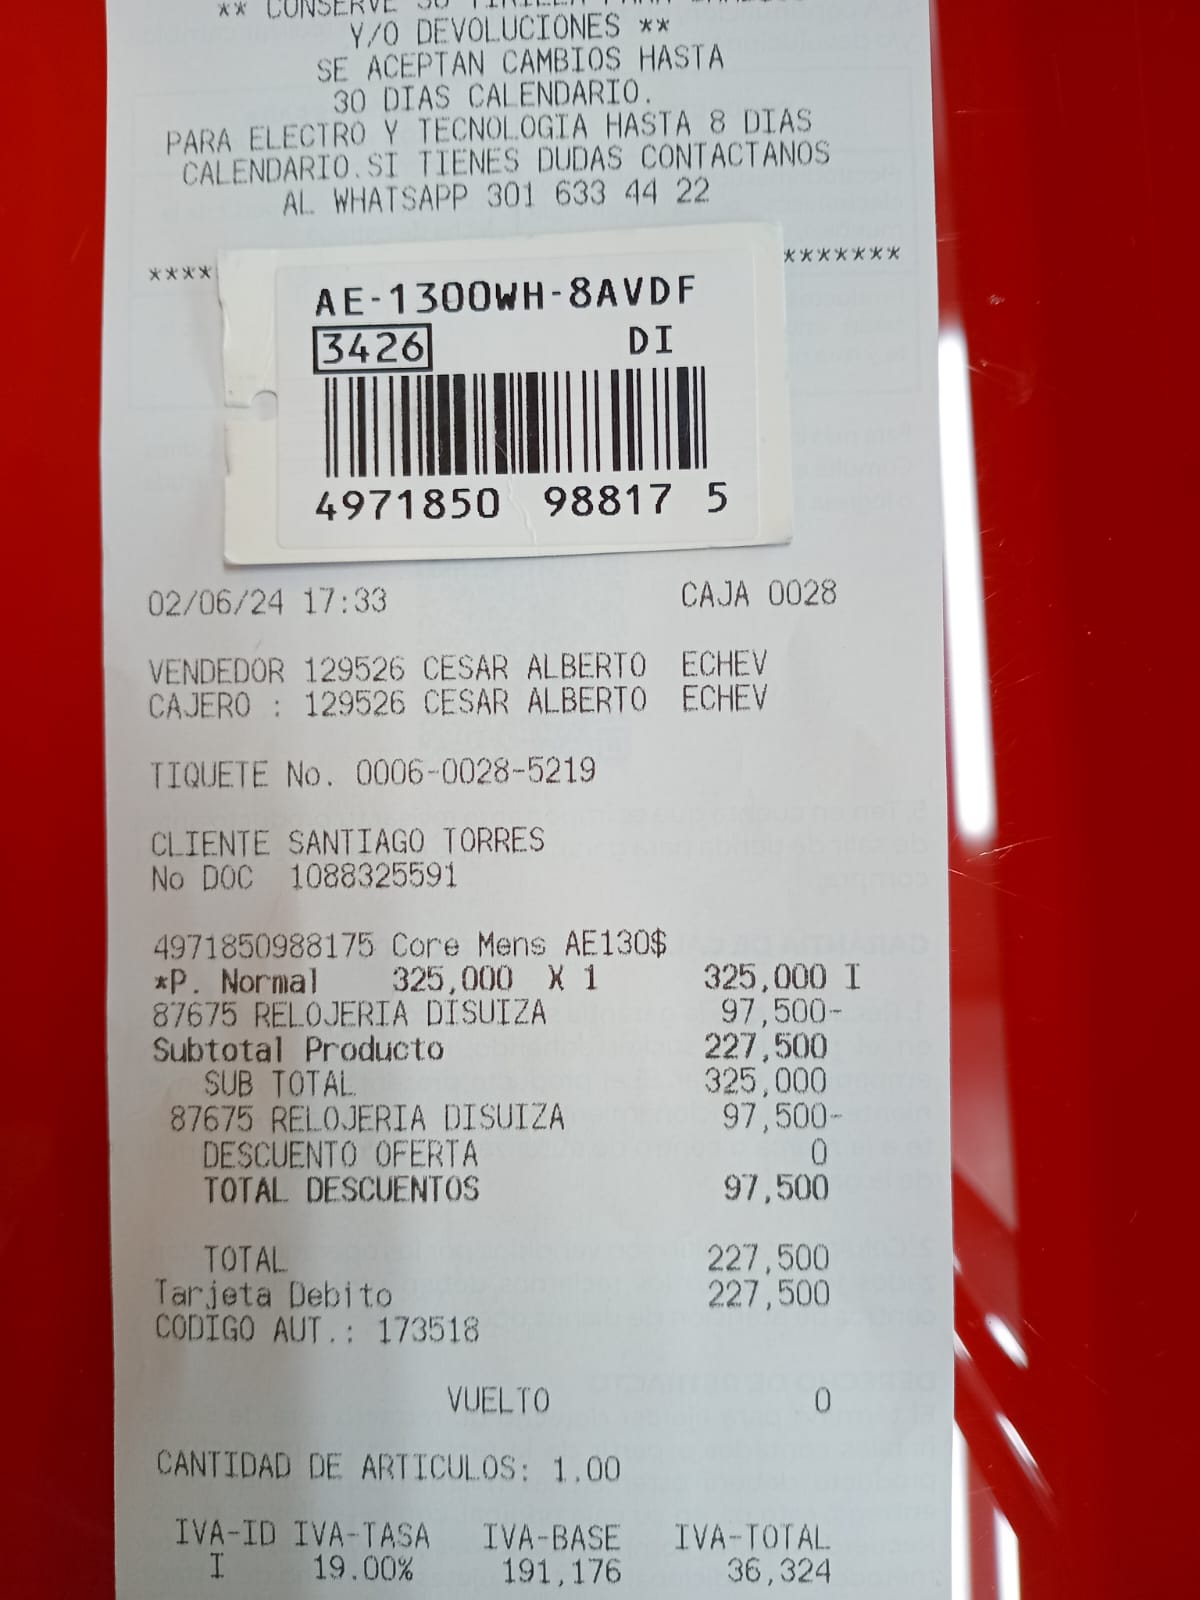 ** CONSERVE SU TIRILLA PARA CAMBIOS
Y/O DEVOLUCIONES **
SE ACEPTAN CAMBIOS HASTA
30 DIAS CALENDARIO.
PARA ELECTRO Y TECNOLOGIA HASTA 8 DIAS
CALENDARIO.SI TIENES DUDAS CONTACTANOS
AL WHATSAPP 301 633 44 22
**** *******
AE-1300WH-8AVDF
3426 DI
4971850 98817 5
02/06/24 17:33 CAJA 0028
VENDEDOR 129526 CESAR ALBERTO ECHEV
CAJERO : 129526 CESAR ALBERTO ECHEV
TIQUETE No. 0006-0028-5219
CLIENTE SANTIAGO TORRES
No DOC 1088325591
4971850988175 Core Mens AE130$
*P. Normal 325,000 X 1 325,000 I
87675 RELOJERIA DISUIZA 97,500-
Subtotal Producto 227,500
SUB TOTAL 325,000
87675 RELOJERIA DISUIZA 97,500-
DESCUENTO OFERTA 0
TOTAL DESCUENTOS 97,500
TOTAL 227,500
Tarjeta Debito 227,500
CODIGO AUT.: 173518
VUELTO 0
CANTIDAD DE ARTICULOS: 1.00
IVA-ID IVA-TASA IVA-BASE IVA-TOTAL
I 19.00% 191,176 36,324